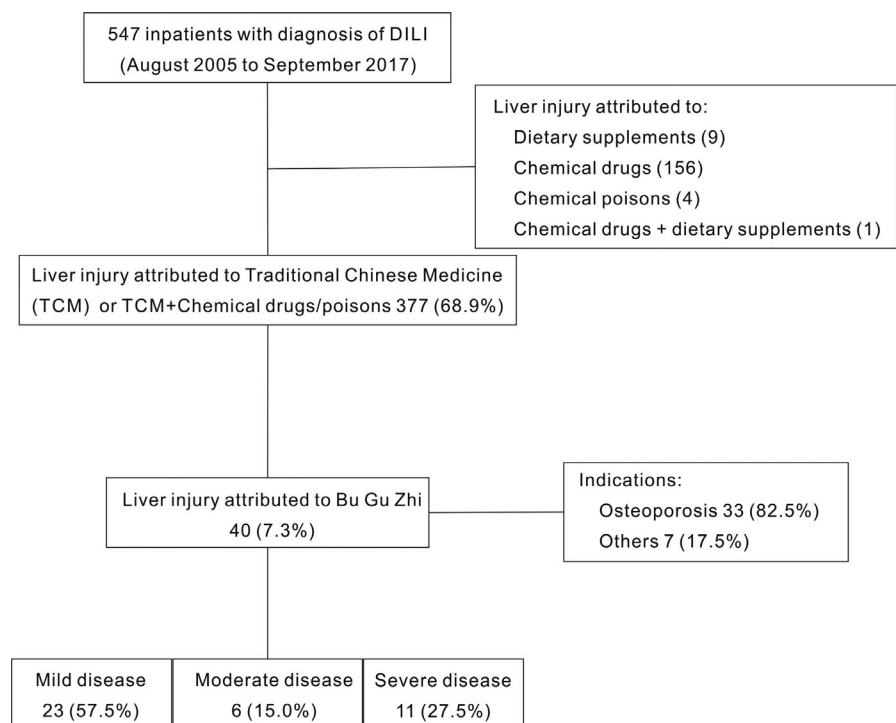 547 inpatients with diagnosis of DILI
(August 2005 to September 2017)
Liver injury attributed to:
Dietary supplements (9)
Chemical drugs (156)
Chemical poisons (4)
Chemical drugs + dietary supplements (1)
Liver injury attributed to Traditional Chinese Medicine
(TCM) or TCM+Chemical drugs/poisons 377 (68.9%)
Liver injury attributed to Bu Gu Zhi
40 (7.3%)
Indications:
Osteoporosis 33 (82.5%)
Others 7 (17.5%)
Mild disease
23 (57.5%)
Moderate disease
6 (15.0%)
Severe disease
11 (27.5%)